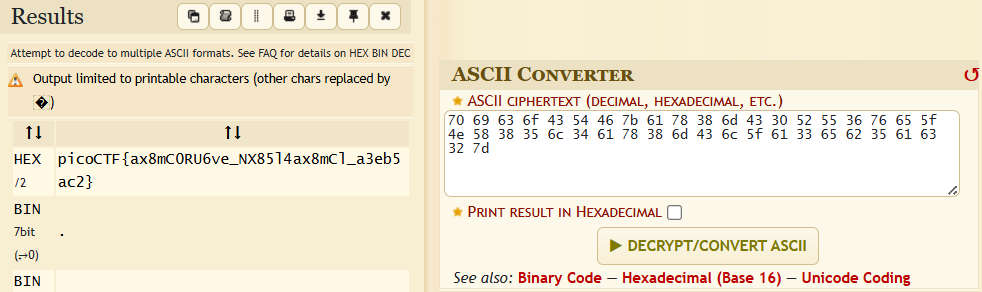 Results
Attempt to decode to multiple ASCII formats. See FAQ for details on HEX BIN DEC
Output limited to printable characters (other chars replaced by
�)
↑↓ ↑↓
HEX
/2
picoCTF{ax8mC0RU6ve_NX85l4ax8mCl_a3eb5
ac2}
BIN
7bit
(→0)
.
BIN
ASCII Converter
ASCII ciphertext (decimal, hexadecimal, etc.)
70 69 63 6f 43 54 46 7b 61 78 38 6d 43 30 52 55 36 76 65 5f
4e 58 38 35 6c 34 61 78 38 6d 43 6c 5f 61 33 65 62 35 61 63
32 7d
Print result in Hexadecimal
▶ DECRYPT/CONVERT ASCII
See also: Binary Code — Hexadecimal (Base 16) — Unicode Coding